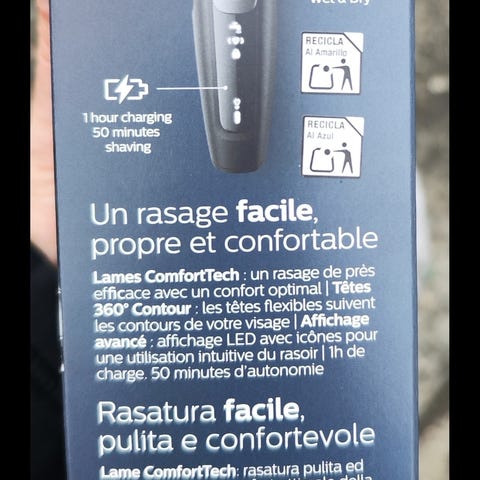 Wet & Dry
RECICLA
Al Amarillo
1 hour charging
50 minutes
shaving
RECICLA
Al Azul
Un rasage facile,
propre et confortable
Lames ComfortTech : un rasage de près
efficace avec un confort optimal | Têtes
360° Contour : les têtes flexibles suivent
les contours de votre visage | Affichage
avancé : affichage LED avec icônes pour
une utilisation intuitive du rasoir | 1h de
charge. 50 minutes d'autonomie
Rasatura facile,
pulita e confortevole
Lame ComfortTech: rasatura pulita ed